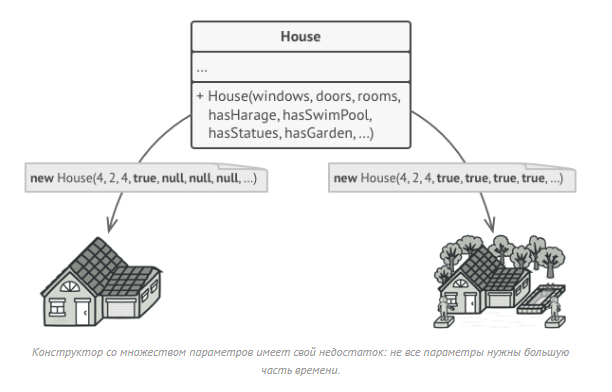 House
...
+ House(windows, doors, rooms,
hasHarage, hasSwimPool,
hasStatues, hasGarden, ...)
new House(4, 2, 4, true, null, null, null, ...)
new House(4, 2, 4, true, true, true, true, ...)
Конструктор со множеством параметров имеет свой недостаток: не все параметры нужны большую
часть времени.